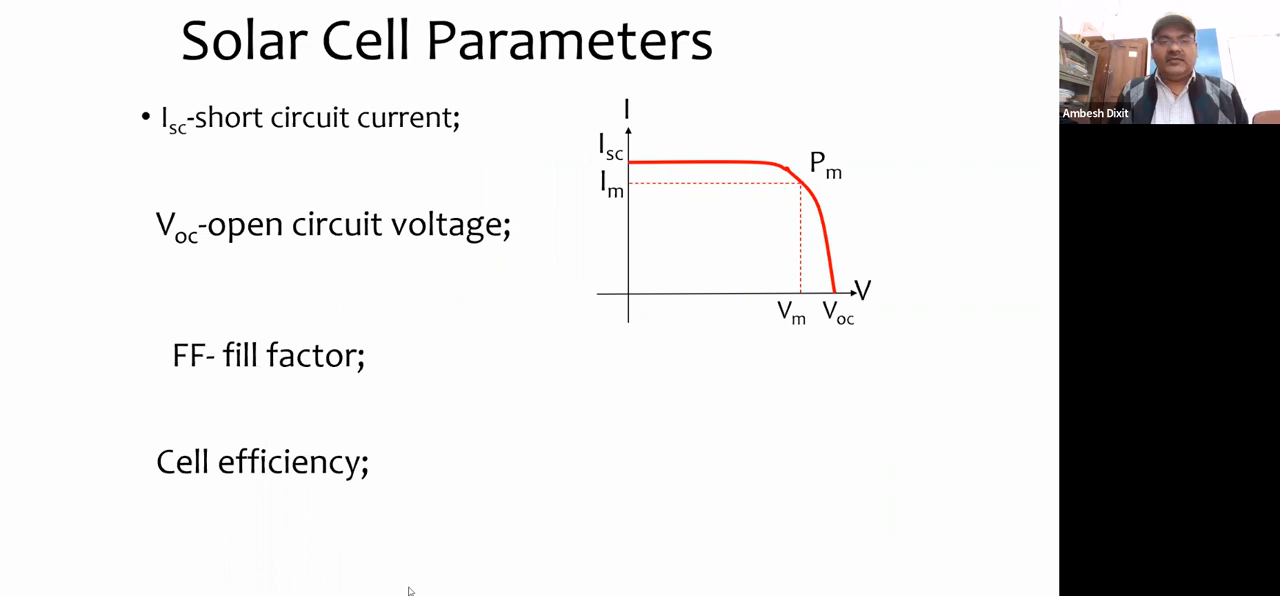 Solar Cell Parameters
• Isc-short circuit current;
Voc-open circuit voltage;
FF- fill factor;
Cell efficiency;
I
Isc
Im
Pm
V
Vm
Voc
Ambesh Dixit